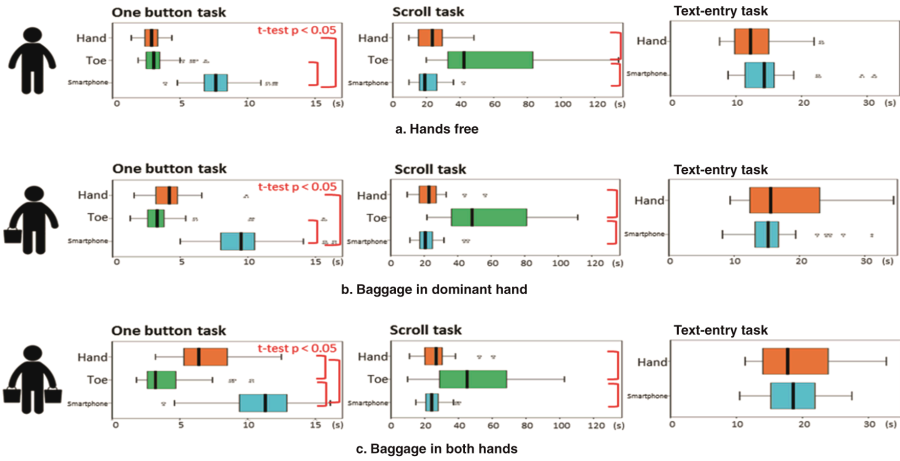 One button task
Scroll task
Text-entry task
t-test p < 0.05
Hand
Toe
Smartphone
0 5 10 15 (s)
Hand
Toe
Smartphone
0 20 40 60 80 100 120 (s)
Hand
Smartphone
0 10 20 30 (s)
a. Hands free
One button task
Scroll task
Text-entry task
t-test p < 0.05
Hand
Toe
Smartphone
0 5 10 15 (s)
Hand
Toe
Smartphone
0 20 40 60 80 100 120 (s)
Hand
Smartphone
0 10 20 (s)
b. Baggage in dominant hand
One button task
Scroll task
Text-entry task
t-test p < 0.05
Hand
Toe
Smartphone
0 5 10 15 (s)
Hand
Toe
Smartphone
0 20 40 60 80 100 120 (s)
Hand
Smartphone
0 10 20 30 (s)
c. Baggage in both hands